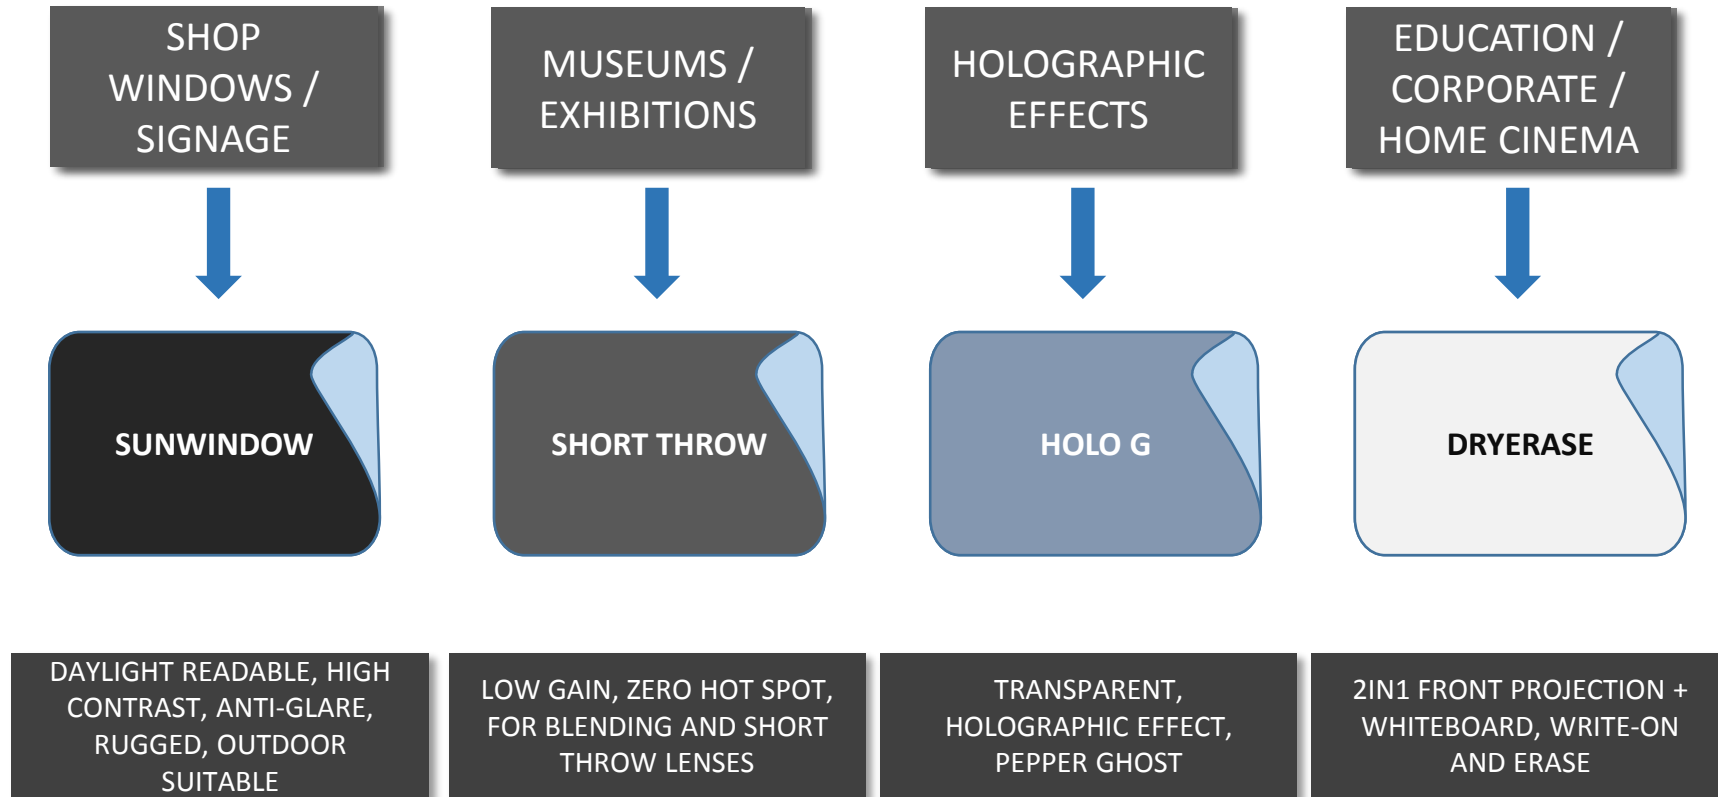 SHOP
WINDOWS /
SIGNAGE
MUSEUMS /
EXHIBITIONS
HOLOGRAPHIC
EFFECTS
EDUCATION /
CORPORATE /
HOME CINEMA
SUNWINDOW
SHORT THROW
HOLO G
DRYERASE
DAYLIGHT READABLE, HIGH
CONTRAST, ANTI-GLARE,
RUGGED, OUTDOOR
SUITABLE
LOW GAIN, ZERO HOT SPOT,
FOR BLENDING AND SHORT
THROW LENSES
TRANSPARENT,
HOLOGRAPHIC EFFECT,
PEPPER GHOST
2IN1 FRONT PROJECTION +
WHITEBOARD, WRITE-ON
AND ERASE